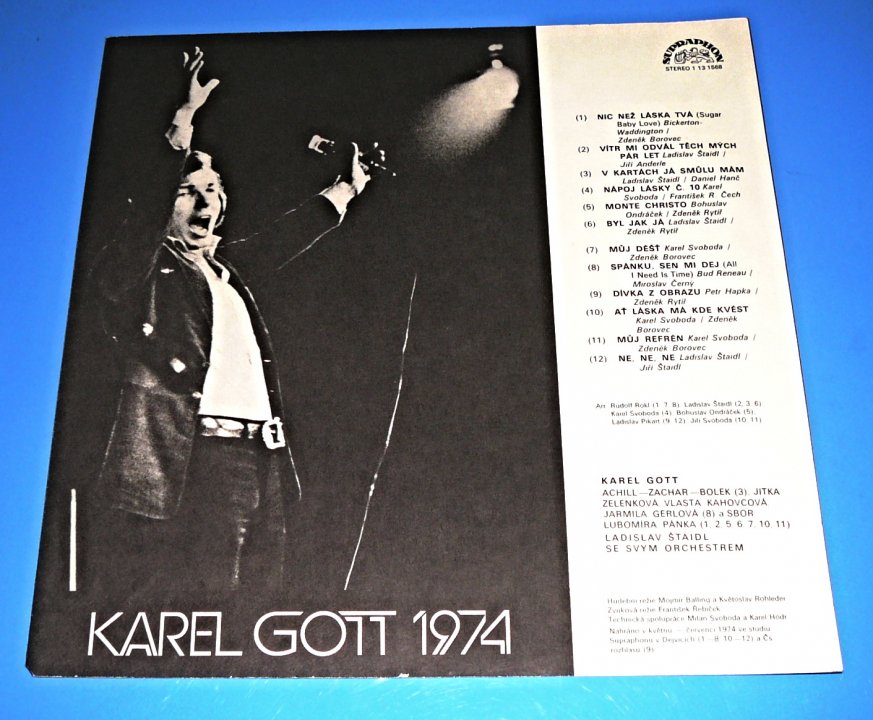 SUPRAPHON
STEREO 1 13 1568
(1) NIC NEŽ LÁSKA TVÁ (Sugar
Baby Love) Bickerton-
Waddington /
Zdeněk Borovec
(2) VÍTR MI ODVÁL TĚCH MÝCH
PÁR LET Ladislav Štaidl /
Jiří Anderle
(3) V KARTÁCH JÁ SMŮLU MÁM
Ladislav Štaidl / Daniel Hanč
(4) NÁPOJ LÁSKY Č. 10 Karel
Svoboda / František R. Čech
(5) MONTE CHRISTO Bohuslav
Ondráček / Zdeněk Rytíř
(6) BYL JAK JÁ Ladislav Štaidl /
Zdeněk Rytíř
(7) MŮJ DÉŠŤ Karel Svoboda /
Zdeněk Borovec
(8) SPÁNKU, SEN MI DEJ (All
I Need Is Time) Bud Reneau /
Miroslav Černý
(9) DÍVKA Z OBRAZU Petr Hapka /
Zdeněk Rytíř
(10) AŤ LÁSKA MÁ KDE KVÉST
Karel Svoboda / Zdeněk
Borovec
(11) MŮJ REFRÉN Karel Svoboda /
Zdeněk Borovec
(12) NE, NE, NE Ladislav Štaidl /
Jiří Štaidl
Arr. Rudolf Rokl (1, 7, 8), Ladislav Štaidl (2, 3, 6)
Karel Svoboda (4), Bohuslav Ondráček (5),
Ladislav Pikart (9, 12), Jiří Svoboda (10, 11)
KAREL GOTT
ACHILL—ZACHAR—BOLEK (3), JITKA
ZELENKOVÁ, VLASTA KAHOVCOVÁ,
JARMILA GERLOVÁ (8) a SBOR
LUBOMÍRA PÁNKA (1, 2, 5, 6, 7, 10, 11)
LADISLAV ŠTAIDL
SE SVÝM ORCHESTREM
Hudební režie Mojmír Balling a Květoslav Rohleder
Zvuková režie František Řebíček
Technická spolupráce Milan Svoboda a Karel Hodr
Nahráno v květnu — červenci 1974 ve studiu
Supraphonu v Dejvicích (1—8, 10—12) a Čs.
rozhlasu (9)
KAREL GOTT 1974